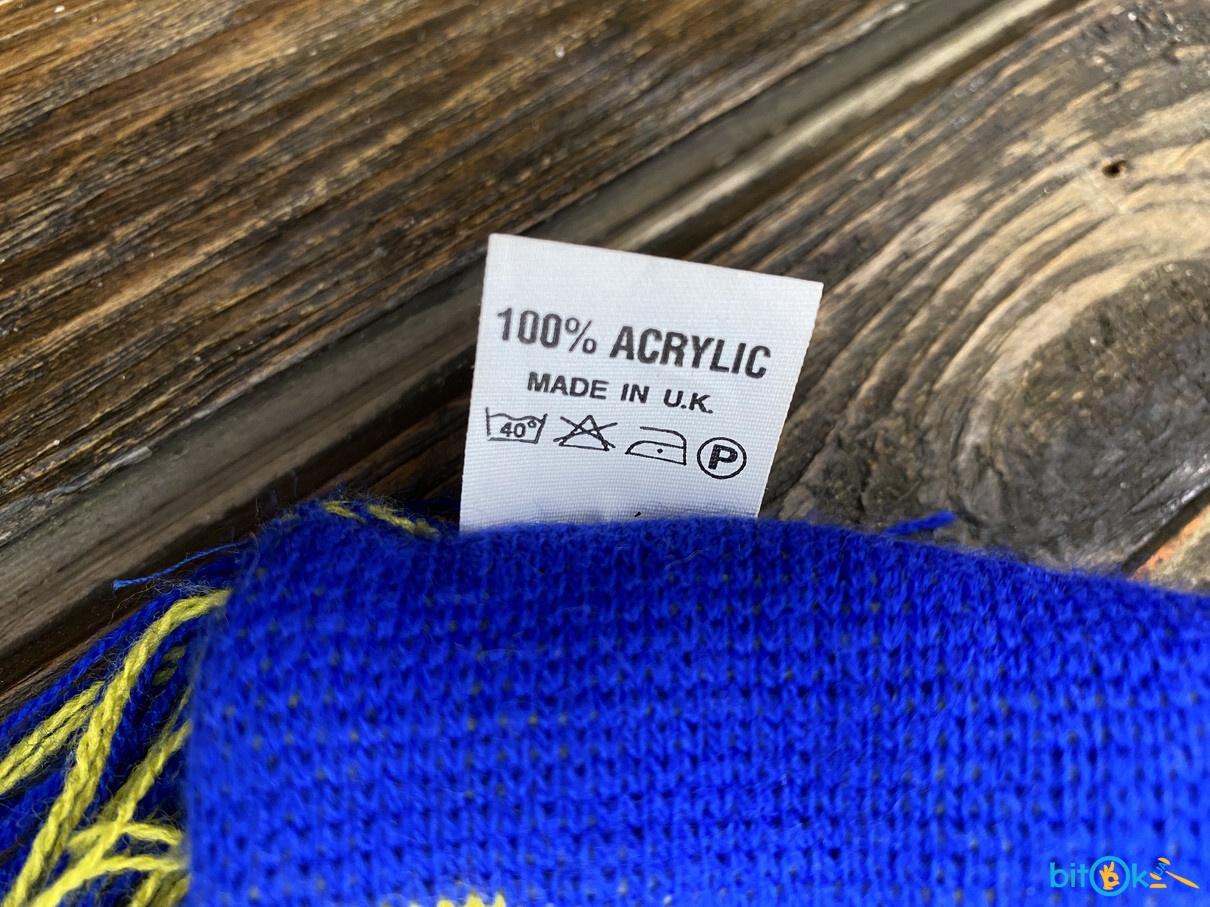 100% ACRYLIC
MADE IN U.K.
40° P
bitOk